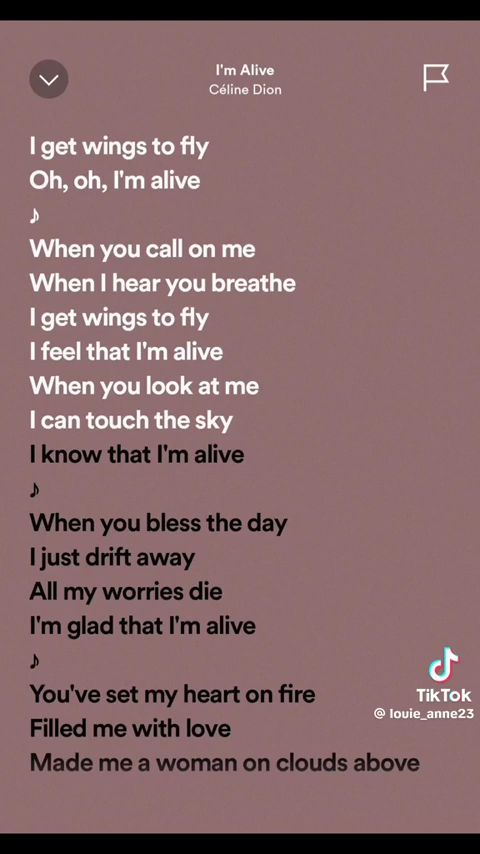 I'm Alive
Céline Dion
I get wings to fly
Oh, oh, I'm alive
♪
When you call on me
When I hear you breathe
I get wings to fly
I feel that I'm alive
When you look at me
I can touch the sky
I know that I'm alive
♪
When you bless the day
I just drift away
All my worries die
I'm glad that I'm alive
♪
You've set my heart on fire
Filled me with love
Made me a woman on clouds above
TikTok
@ louie_anne23